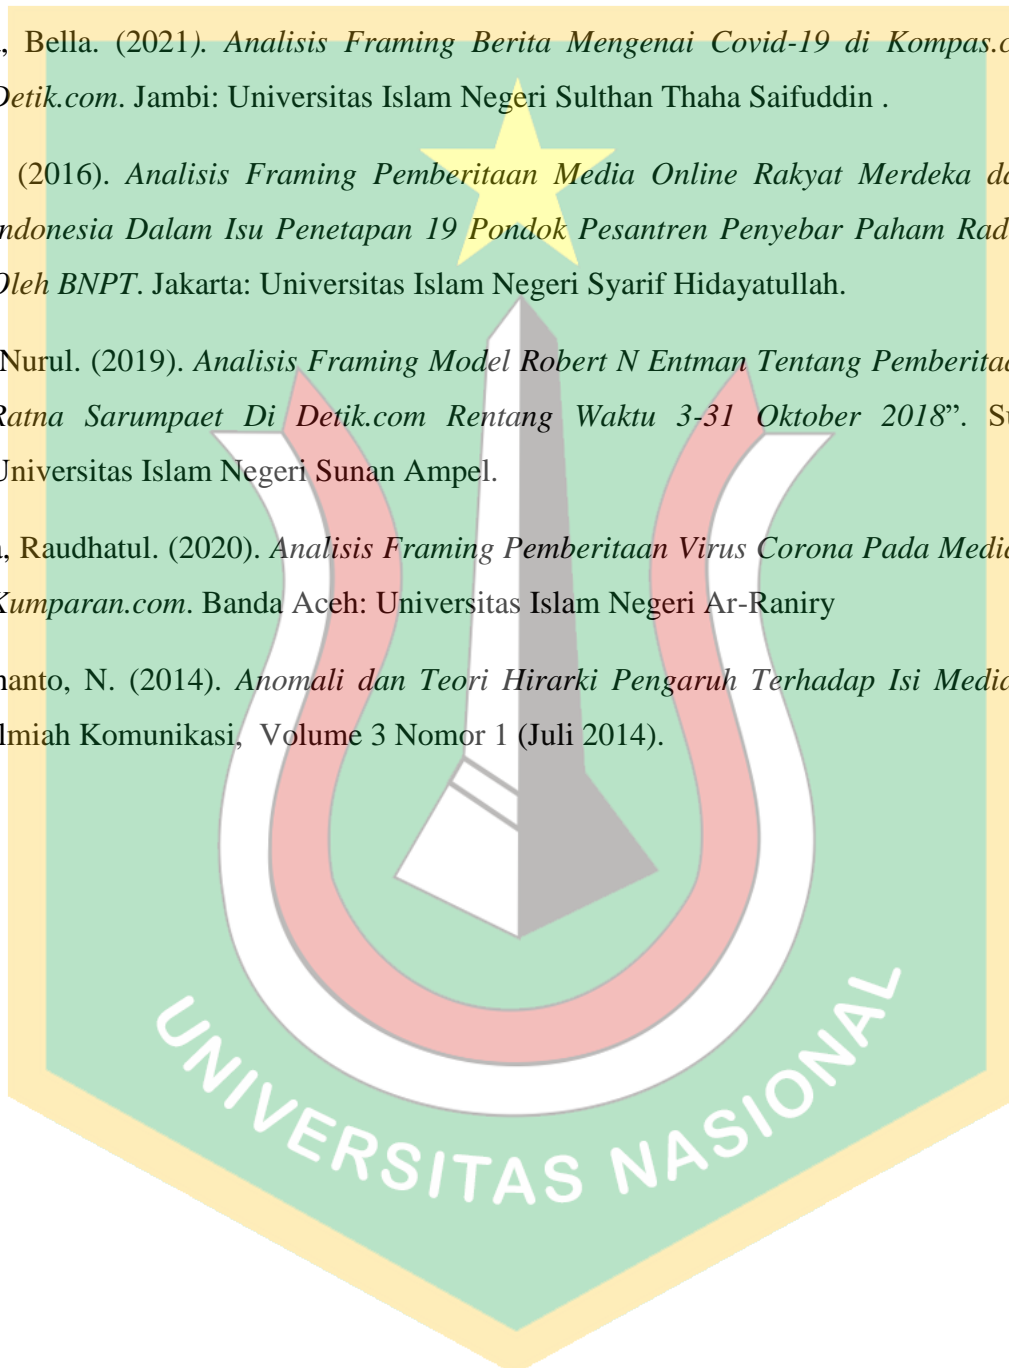 , Bella. (2021). Analisis Framing Berita Mengenai Covid-19 di Kompas.c
Detik.com. Jambi: Universitas Islam Negeri Sulthan Thaha Saifuddin .
(2016). Analisis Framing Pemberitaan Media Online Rakyat Merdeka da
ndonesia Dalam Isu Penetapan 19 Pondok Pesantren Penyebar Paham Rad
Oleh BNPT. Jakarta: Universitas Islam Negeri Syarif Hidayatullah.
Nurul. (2019). Analisis Framing Model Robert N Entman Tentang Pemberitaa
Ratna Sarumpaet Di Detik.com Rentang Waktu 3-31 Oktober 2018”. Su
Universitas Islam Negeri Sunan Ampel.
a, Raudhatul. (2020). Analisis Framing Pemberitaan Virus Corona Pada Media
Kumparan.com. Banda Aceh: Universitas Islam Negeri Ar-Raniry
nanto, N. (2014). Anomali dan Teori Hirarki Pengaruh Terhadap Isi Media
lmiah Komunikasi, Volume 3 Nomor 1 (Juli 2014).
UNIVERSITAS NASIONAL